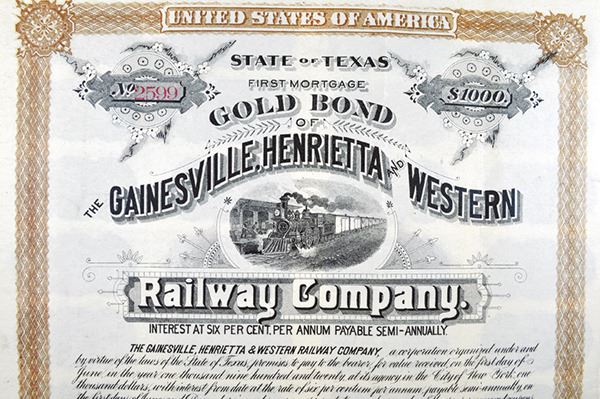 UNITED STATES OF AMERICA
STATE OF TEXAS
No 2599
FIRST MORTGAGE
$1000.
GOLD BOND
OF
THE GAINESVILLE, HENRIETTA AND WESTERN
Railway Company.
INTEREST AT SIX PER CENT. PER ANNUM PAYABLE SEMI-ANNUALLY.
THE GAINESVILLE, HENRIETTA & WESTERN RAILWAY COMPANY, a corporation organized under and
by virtue of the laws of the State of Texas, promises to pay to the bearer, for value received, on the first day of
June in the year one thousand nine hundred and twenty, at its agency in the City of New York, one
Thousand dollars, with interest from date at the rate of six per centum per annum, payable semi-annually on